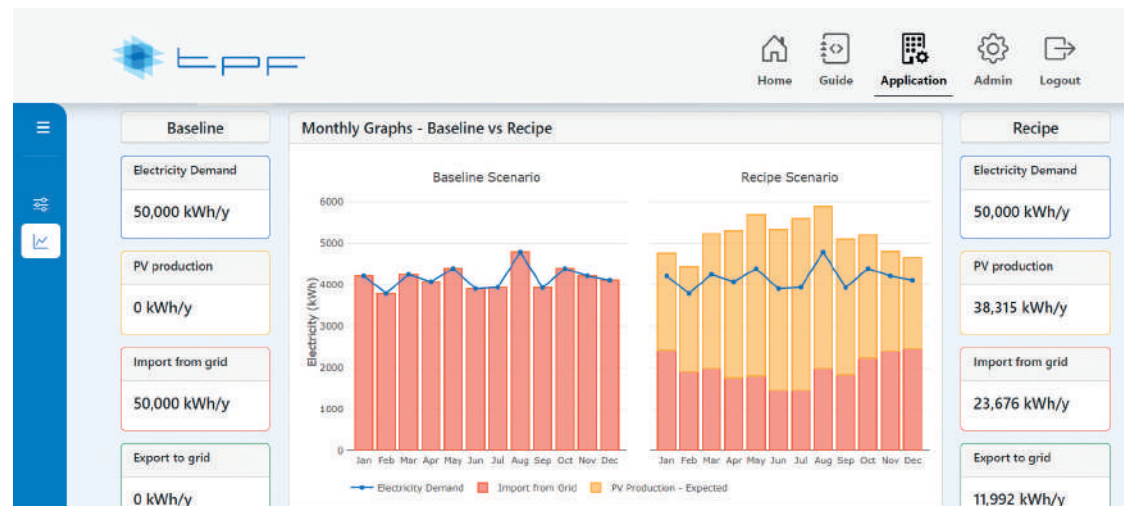 tpf
Home Guide Application Admin Logout
Baseline
Electricity Demand
50,000 kWh/y
PV production
0 kWh/y
Import from grid
50,000 kWh/y
Export to grid
0 kWh/y
Monthly Graphs - Baseline vs Recipe
Baseline Scenario
Recipe Scenario
Electricity (kWh)
6000
5000
4000
3000
2000
1000
0
Jan Feb Mar Apr May Jun Jul Aug Sep Oct Nov Dec
Jan Feb Mar Apr May Jun Jul Aug Sep Oct Nov Dec
Electricity Demand Import from Grid PV Production - Expected
Recipe
Electricity Demand
50,000 kWh/y
PV production
38,315 kWh/y
Import from grid
23,676 kWh/y
Export to grid
11,992 kWh/y